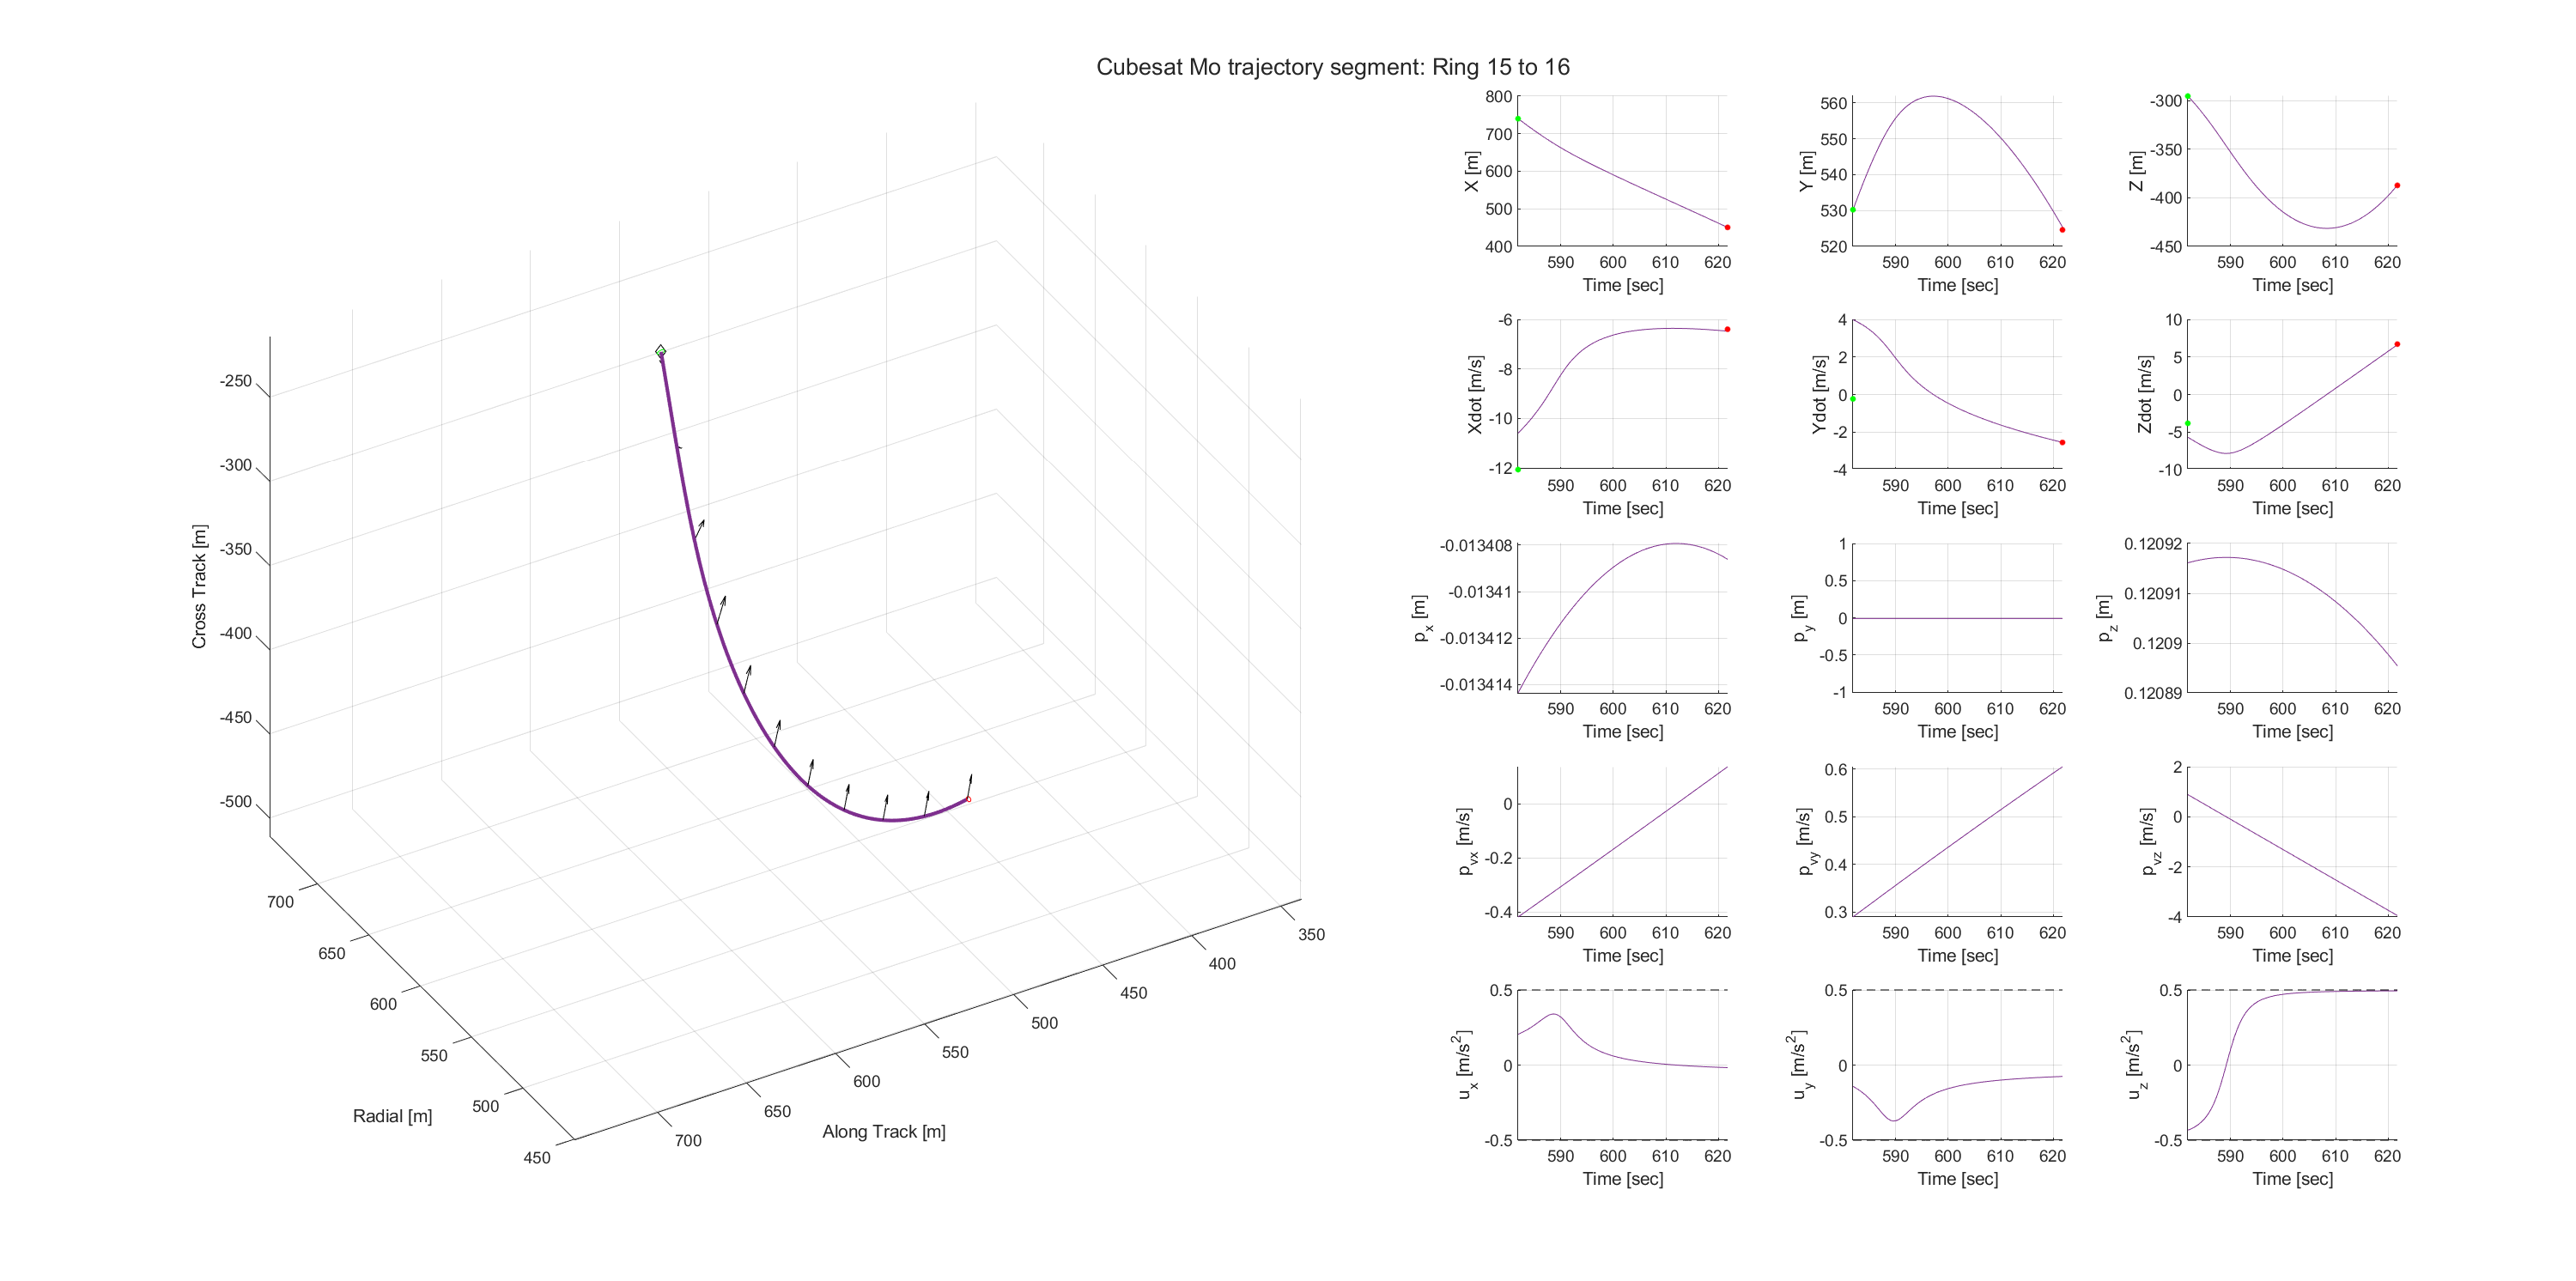 Cubesat Mo trajectory segment: Ring 15 to 16
-250
-300
-350
-400
-450
-500
Cross Track [m]
700
650
600
550
500
450
Radial [m]
700
650
600
550
500
450
400
350
Along Track [m]
800
700
600
500
400
X [m]
590 600 610 620
Time [sec]
560
550
540
530
520
Y [m]
590 600 610 620
Time [sec]
-300
-350
-400
-450
Z [m]
590 600 610 620
Time [sec]
-6
-8
-10
-12
Xdot [m/s]
590 600 610 620
Time [sec]
4
2
0
-2
-4
Ydot [m/s]
590 600 610 620
Time [sec]
10
5
0
-5
-10
Zdot [m/s]
590 600 610 620
Time [sec]
-0.013408
-0.01341
-0.013412
-0.013414
p_x [m]
590 600 610 620
Time [sec]
1
0.5
0
-0.5
-1
p_y [m]
590 600 610 620
Time [sec]
0.12092
0.12091
0.1209
0.12089
p_z [m]
590 600 610 620
Time [sec]
0
-0.2
-0.4
p_vx [m/s]
590 600 610 620
Time [sec]
0.6
0.5
0.4
0.3
p_vy [m/s]
590 600 610 620
Time [sec]
2
0
-2
-4
p_vz [m/s]
590 600 610 620
Time [sec]
0.5
0
-0.5
u_x [m/s²]
590 600 610 620
Time [sec]
0.5
0
-0.5
u_y [m/s²]
590 600 610 620
Time [sec]
0.5
0
-0.5
u_z [m/s²]
590 600 610 620
Time [sec]